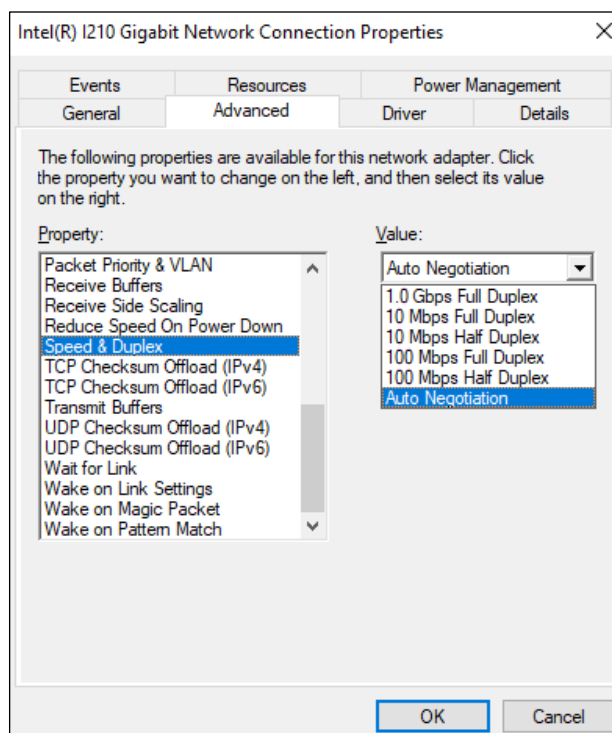 Intel(R) I210 Gigabit Network Connection Properties
Events Resources Power Management
General Advanced Driver Details
The following properties are available for this network adapter. Click
the property you want to change on the left, and then select its value
on the right.
Property:
Packet Priority & VLAN
Receive Buffers
Receive Side Scaling
Reduce Speed On Power Down
Speed & Duplex
TCP Checksum Offload (IPv4)
TCP Checksum Offload (IPv6)
Transmit Buffers
UDP Checksum Offload (IPv4)
UDP Checksum Offload (IPv6)
Wait for Link
Wake on Link Settings
Wake on Magic Packet
Wake on Pattern Match
Value:
Auto Negotiation
1.0 Gbps Full Duplex
10 Mbps Full Duplex
10 Mbps Half Duplex
100 Mbps Full Duplex
100 Mbps Half Duplex
Auto Negotiation
OK Cancel